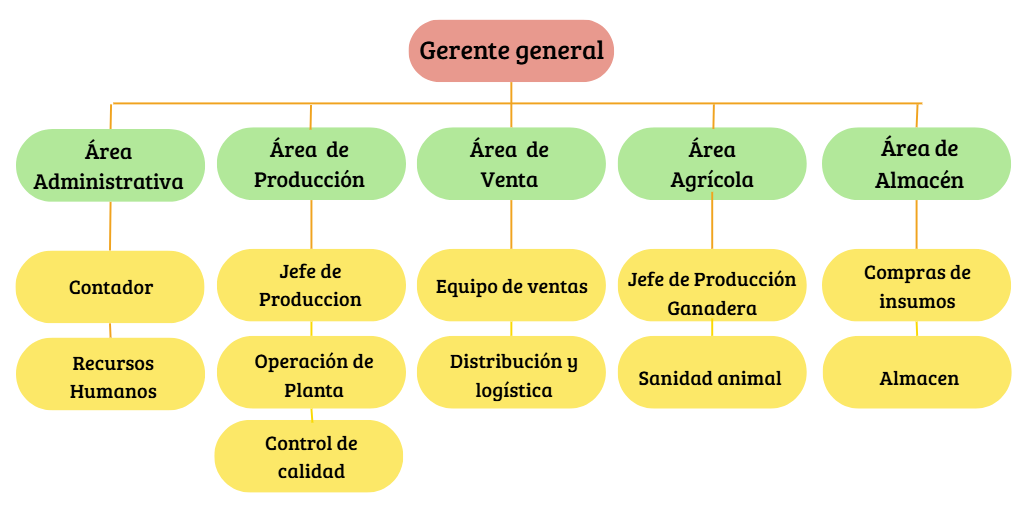 Gerente general
Área
Administrativa
Área de
Producción
Área de
Venta
Área
Agrícola
Área de
Almacén
Contador
Jefe de
Produccion
Equipo de ventas
Jefe de Producción
Ganadera
Compras de
insumos
Recursos
Humanos
Operación de
Planta
Distribución y
logística
Sanidad animal
Almacen
Control de
calidad